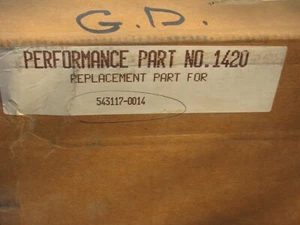 G.D.
PERFORMANCE PART NO.1420
REPLACEMENT PART FOR
543117-0014